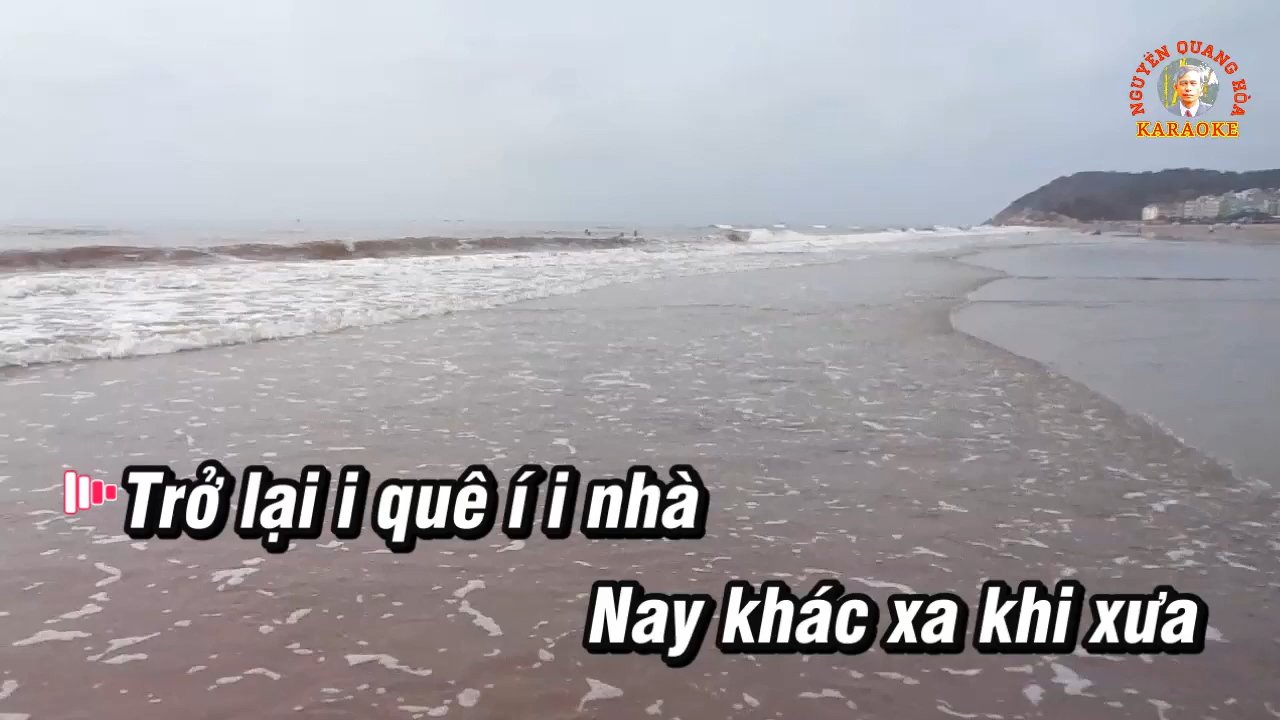 NGUYỄN QUANG HÒA
KARAOKE
Trở lại i quê í i nhà
Nay khác xa khi xưa